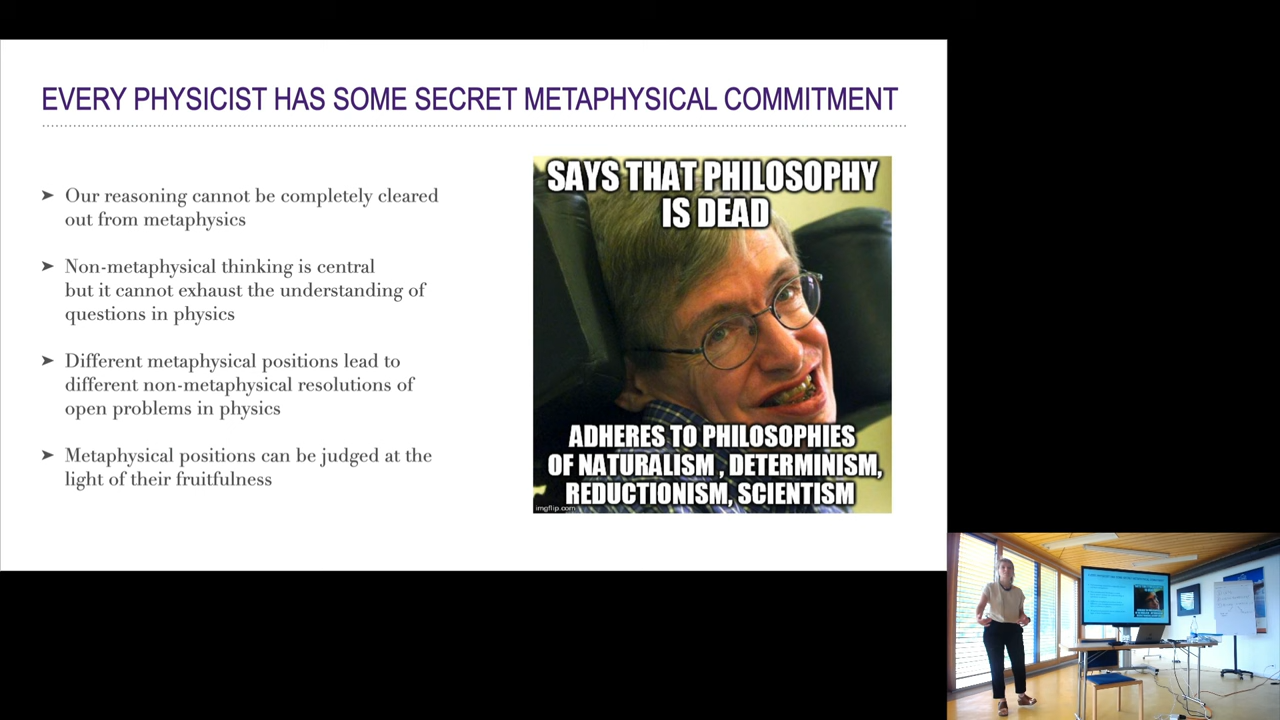 EVERY PHYSICIST HAS SOME SECRET METAPHYSICAL COMMITMENT
➤ Our reasoning cannot be completely cleared
out from metaphysics
➤ Non-metaphysical thinking is central
but it cannot exhaust the understanding of
questions in physics
➤ Different metaphysical positions lead to
different non-metaphysical resolutions of
open problems in physics
➤ Metaphysical positions can be judged at the
light of their fruitfulness
SAYS THAT PHILOSOPHY
IS DEAD
ADHERES TO PHILOSOPHIES
OF NATURALISM , DETERMINISM,
REDUCTIONISM, SCIENTISM
imgflip.com